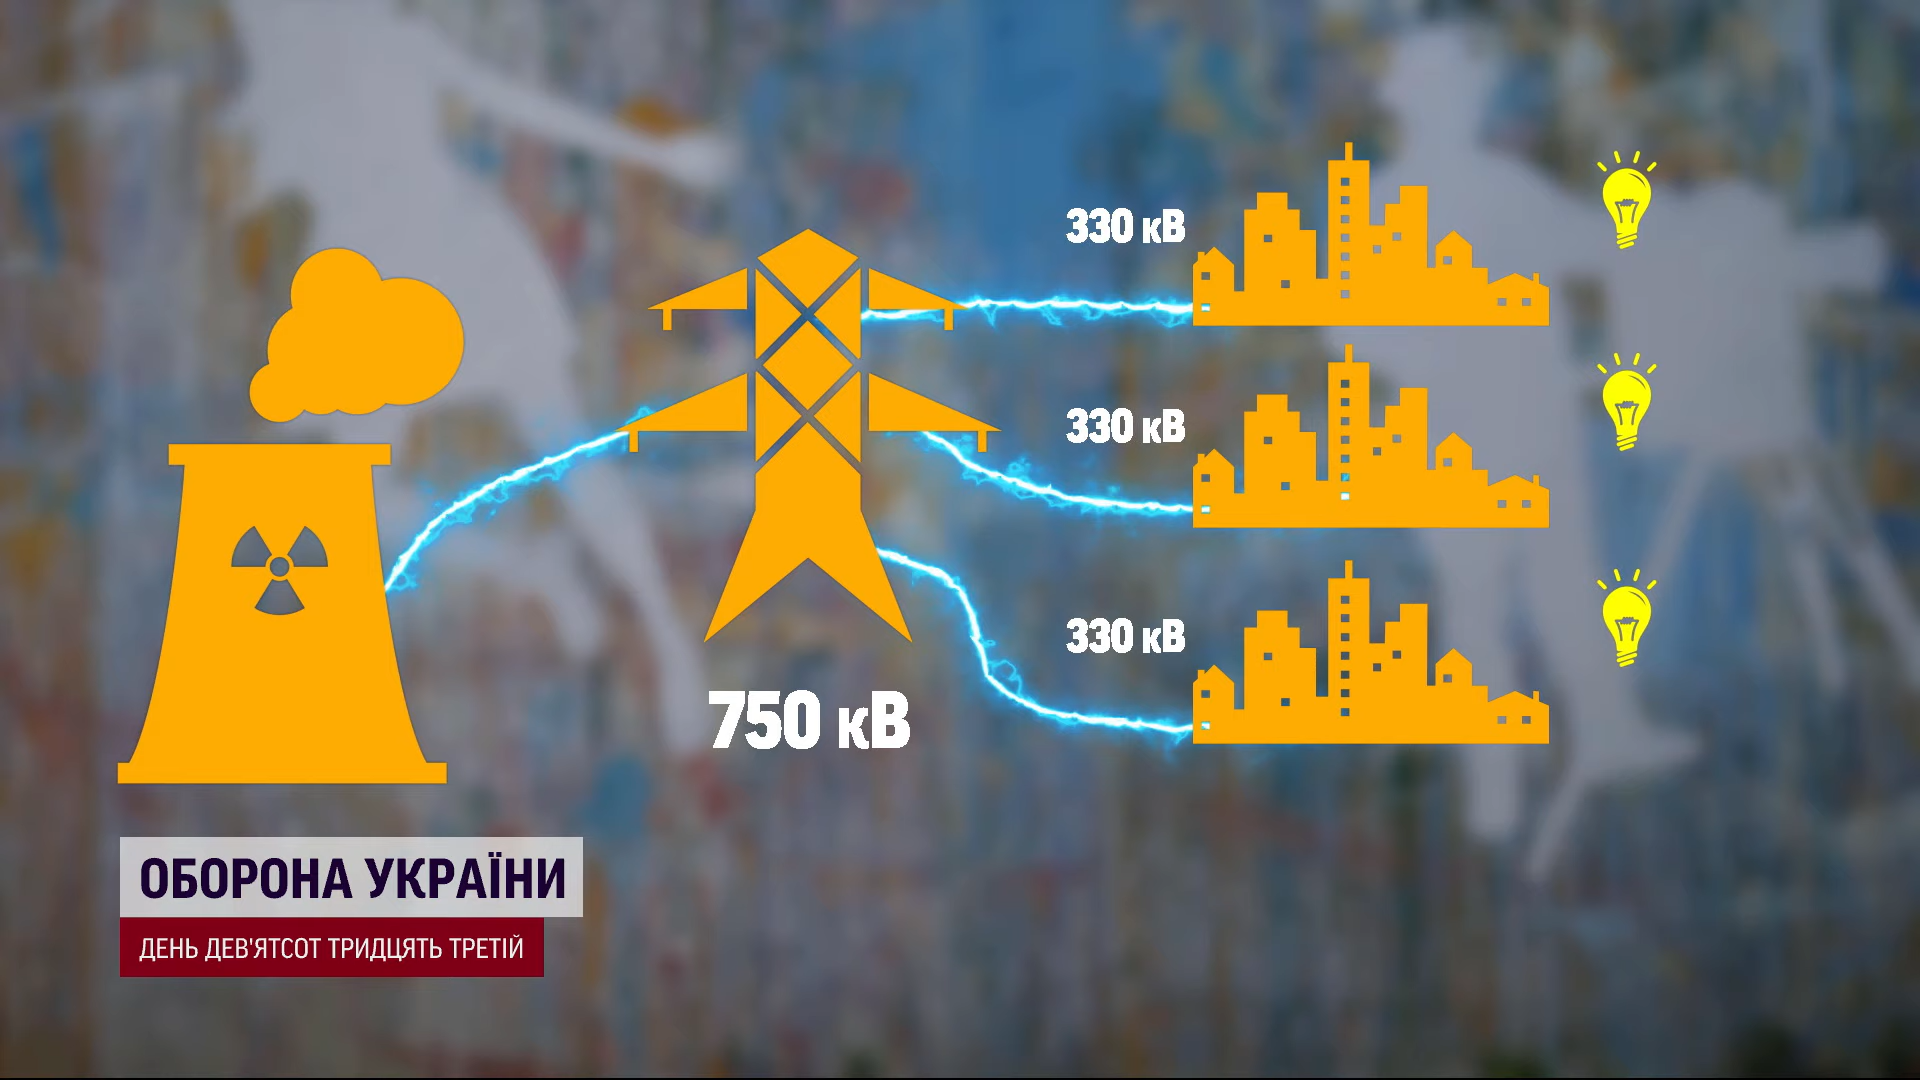 330 кВ
330 кВ
330 кВ
750 кВ
ОБОРОНА УКРАЇНИ
ДЕНЬ ДЕВ'ЯТСОТ ТРИДЦЯТЬ ТРЕТІЙ